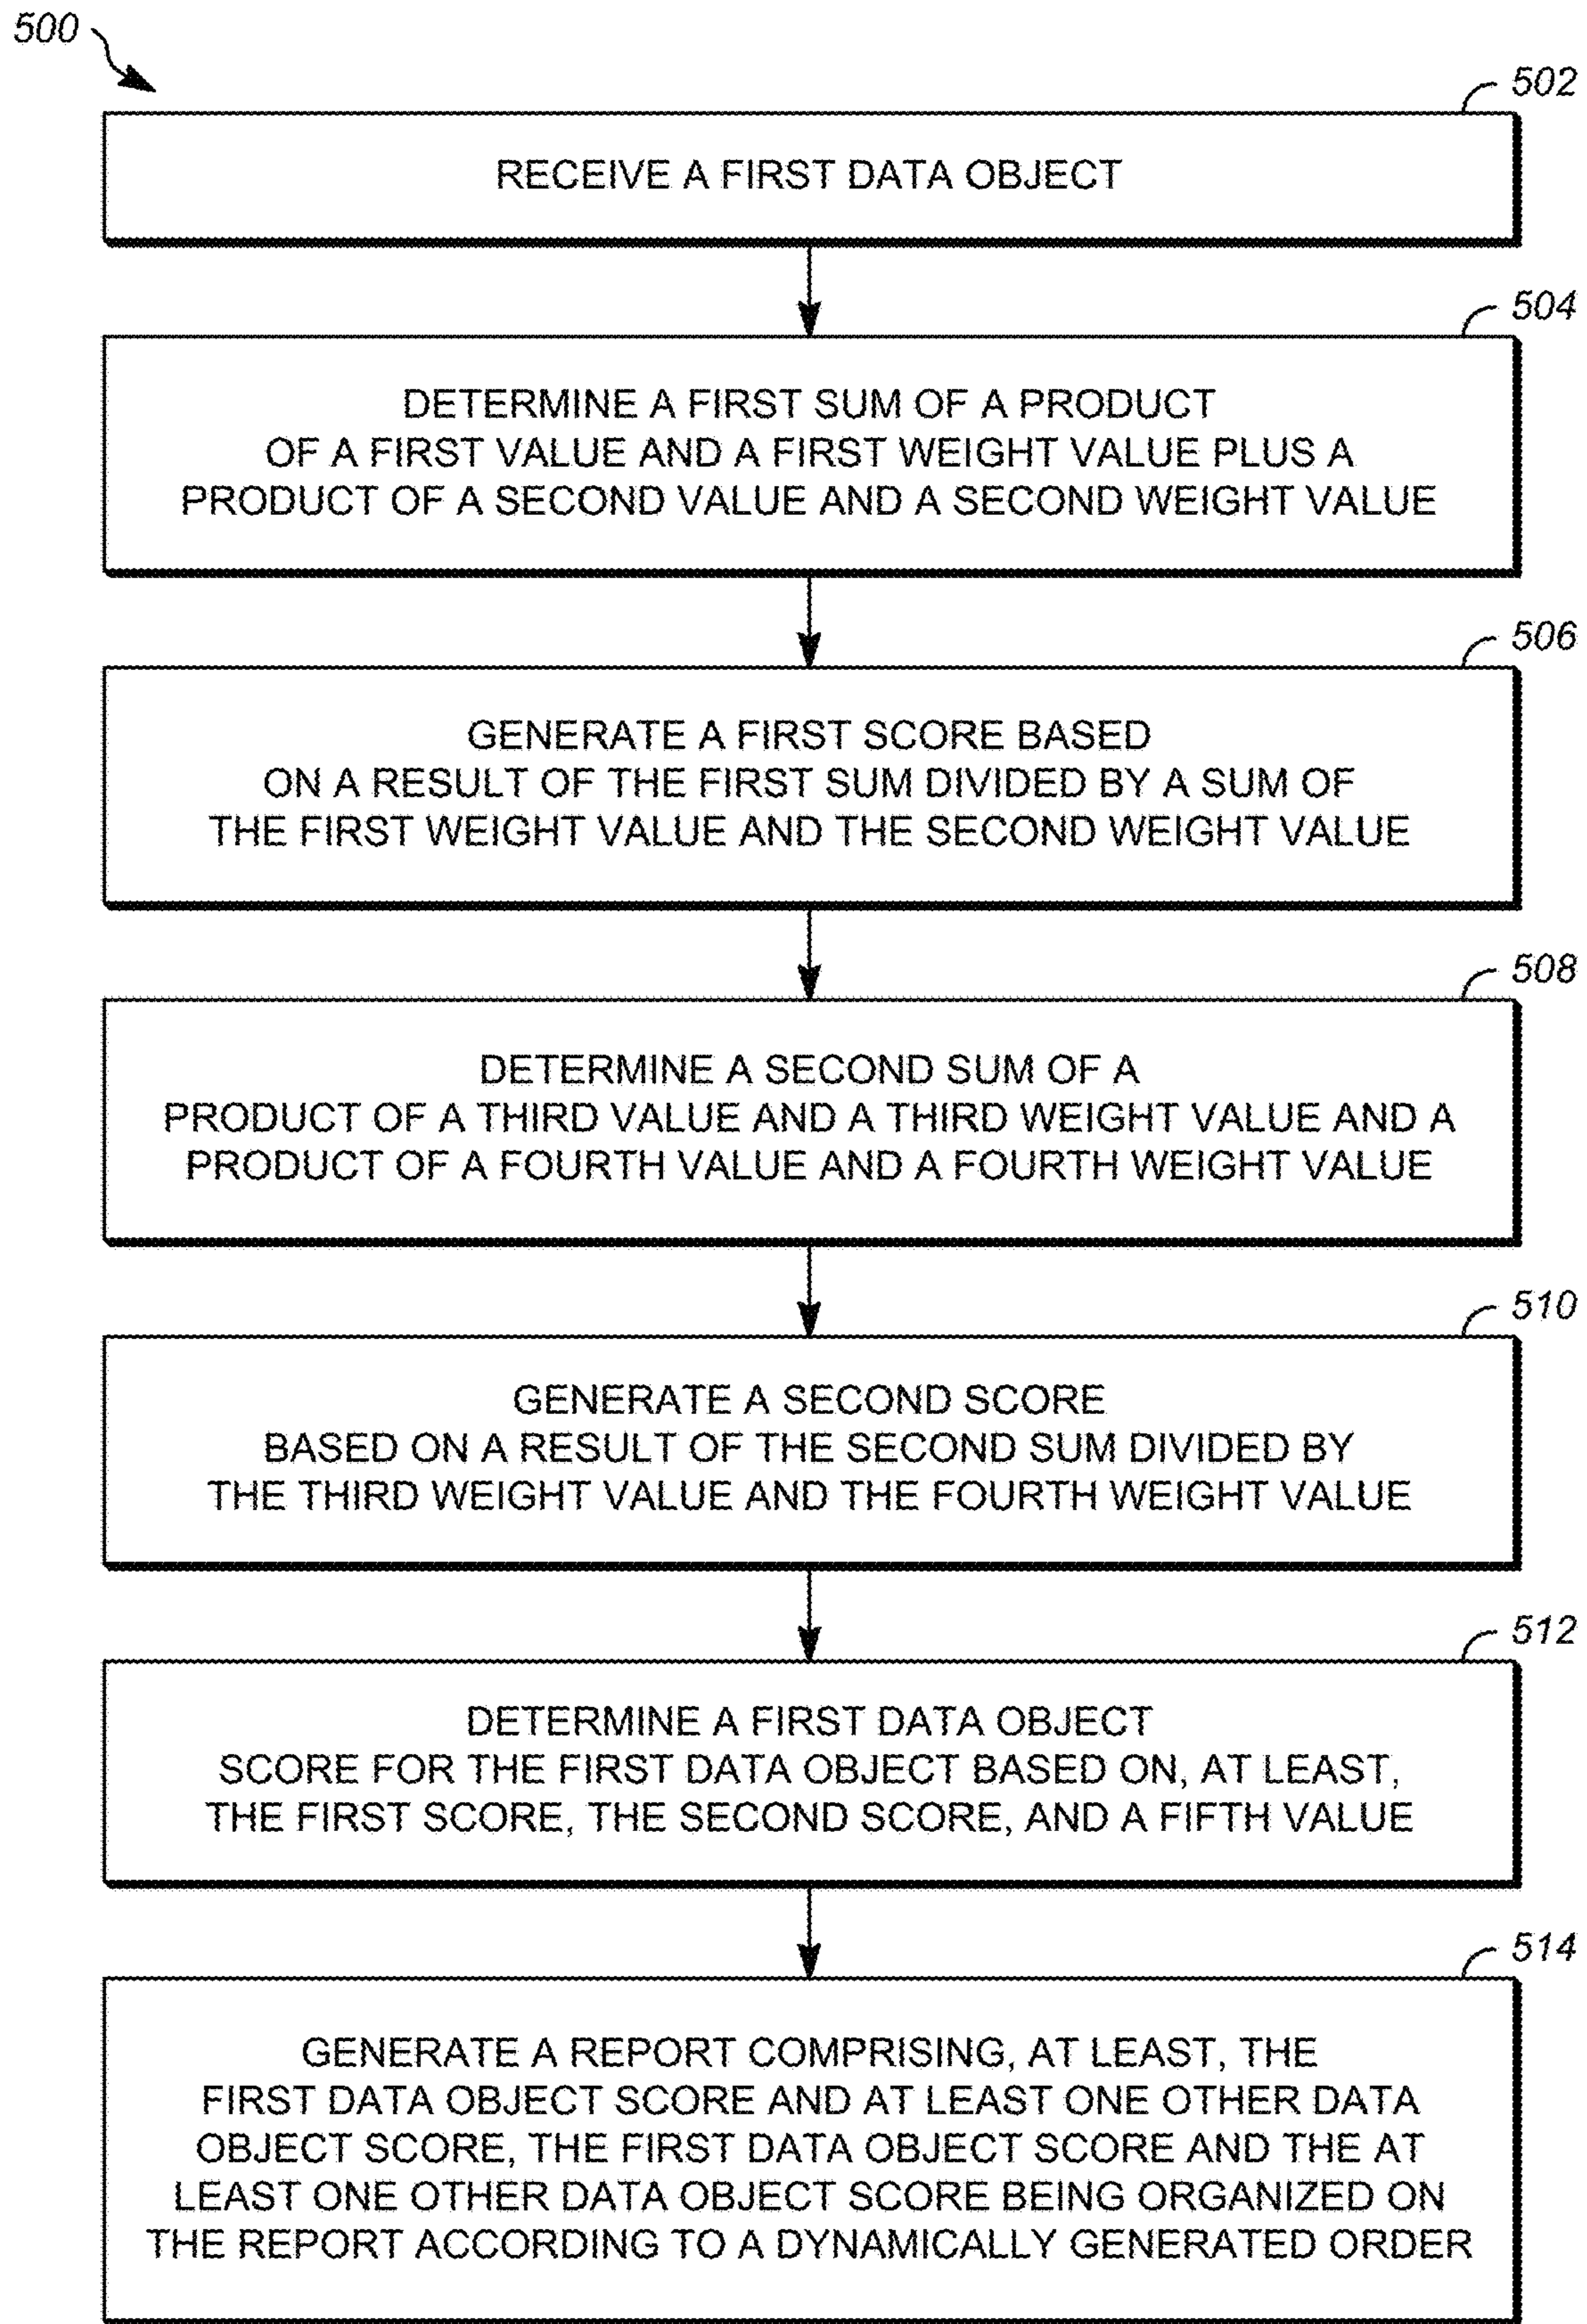 500
502
RECEIVE A FIRST DATA OBJECT
504
DETERMINE A FIRST SUM OF A PRODUCT
OF A FIRST VALUE AND A FIRST WEIGHT VALUE PLUS A
PRODUCT OF A SECOND VALUE AND A SECOND WEIGHT VALUE
506
GENERATE A FIRST SCORE BASED
ON A RESULT OF THE FIRST SUM DIVIDED BY A SUM OF
THE FIRST WEIGHT VALUE AND THE SECOND WEIGHT VALUE
508
DETERMINE A SECOND SUM OF A
PRODUCT OF A THIRD VALUE AND A THIRD WEIGHT VALUE AND A
PRODUCT OF A FOURTH VALUE AND A FOURTH WEIGHT VALUE
510
GENERATE A SECOND SCORE
BASED ON A RESULT OF THE SECOND SUM DIVIDED BY
THE THIRD WEIGHT VALUE AND THE FOURTH WEIGHT VALUE
512
DETERMINE A FIRST DATA OBJECT
SCORE FOR THE FIRST DATA OBJECT BASED ON, AT LEAST,
THE FIRST SCORE, THE SECOND SCORE, AND A FIFTH VALUE
514
GENERATE A REPORT COMPRISING, AT LEAST, THE
FIRST DATA OBJECT SCORE AND AT LEAST ONE OTHER DATA
OBJECT SCORE, THE FIRST DATA OBJECT SCORE AND THE AT
LEAST ONE OTHER DATA OBJECT SCORE BEING ORGANIZED ON
THE REPORT ACCORDING TO A DYNAMICALLY GENERATED ORDER